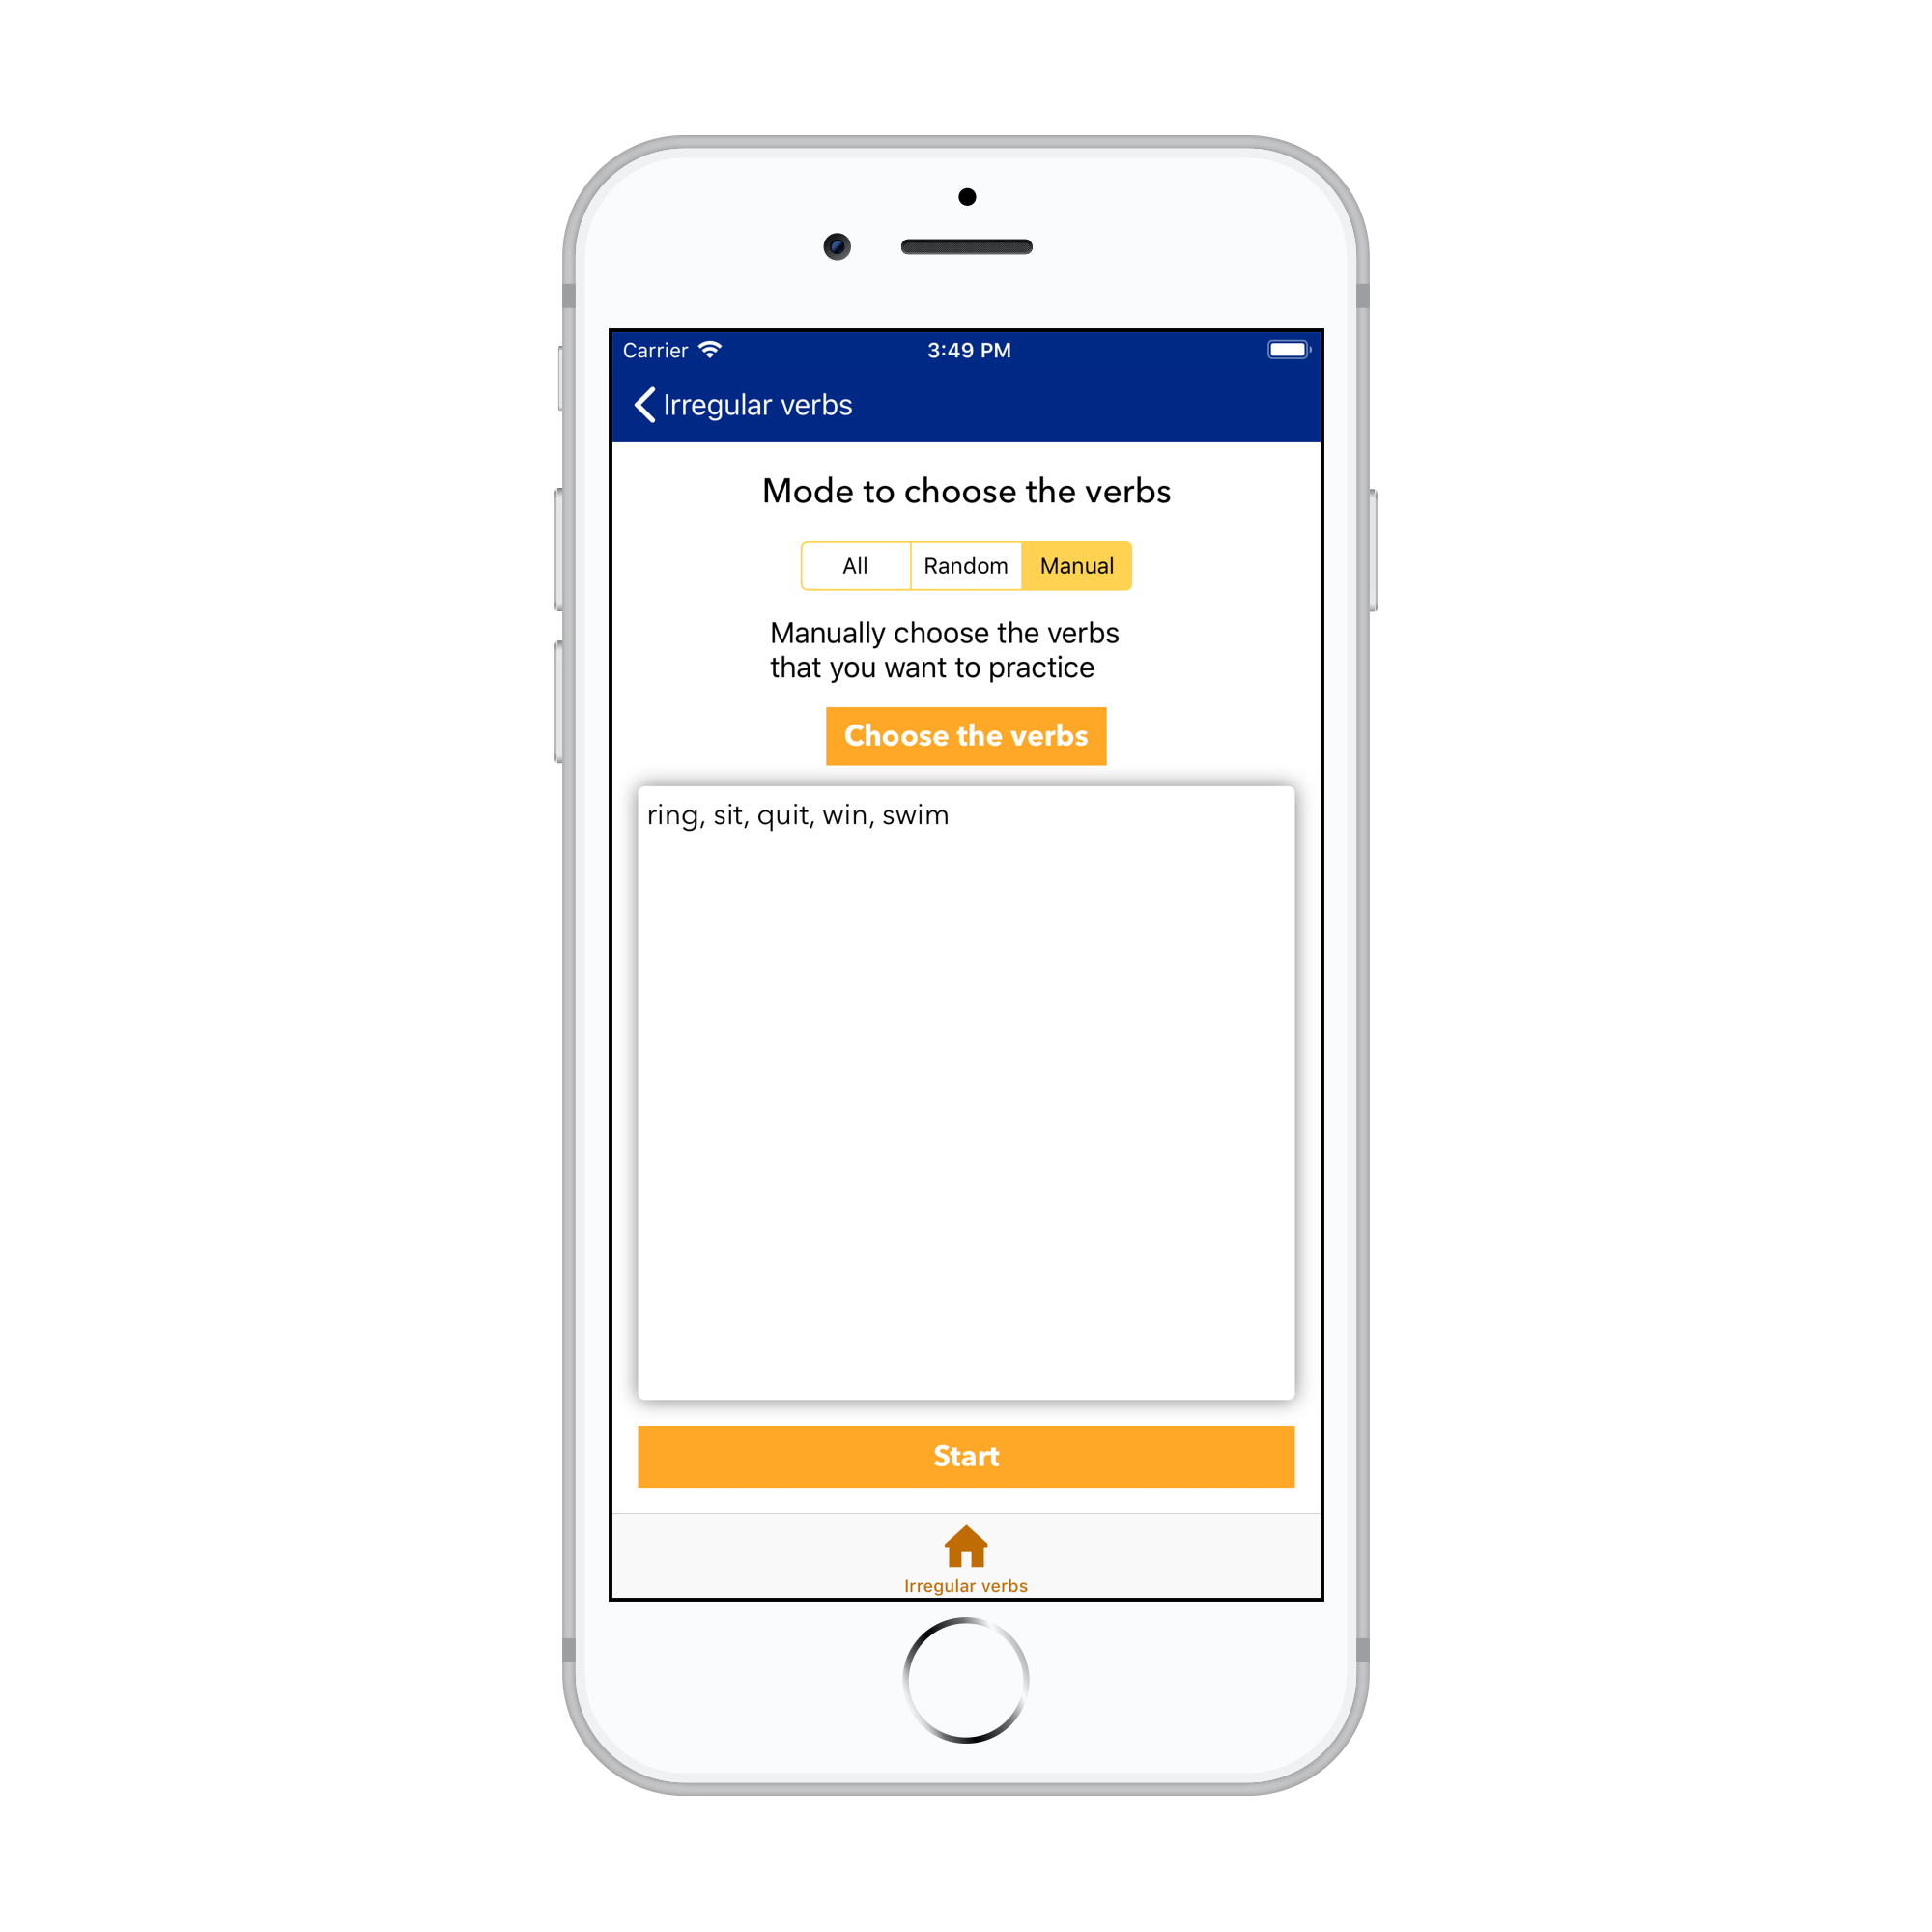 Carrier 3:49 PM
Irregular verbs
Mode to choose the verbs
All Random Manual
Manually choose the verbs
that you want to practice
Choose the verbs
ring, sit, quit, win, swim
Start
Irregular verbs